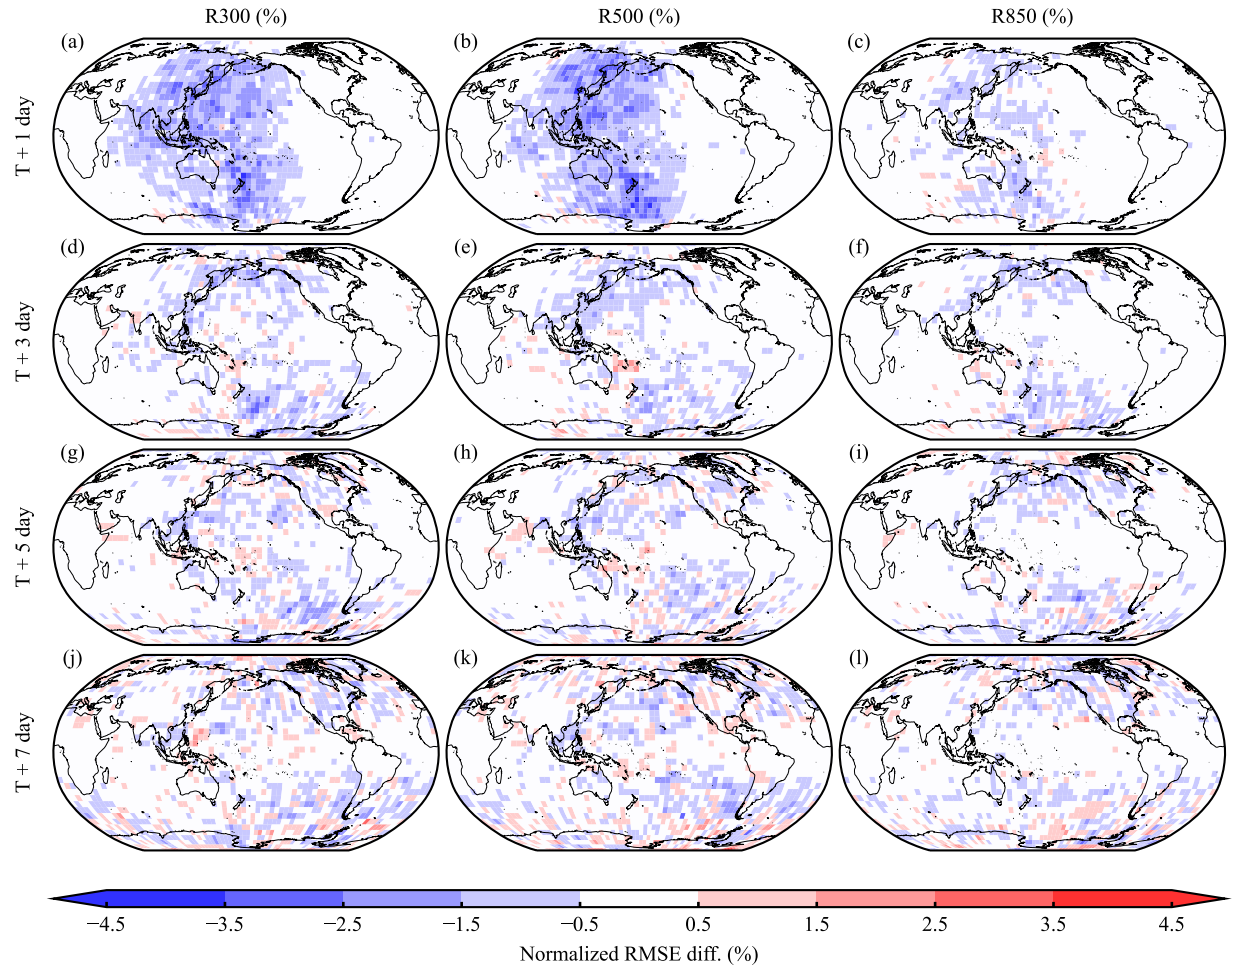 R300 (%) R500 (%) R850 (%)
(a) (b) (c)
T + 1 day
(d) (e) (f)
T + 3 day
(g) (h) (i)
T + 5 day
(j) (k) (l)
T + 7 day
−4.5 −3.5 −2.5 −1.5 −0.5 0.5 1.5 2.5 3.5 4.5
Normalized RMSE diff. (%)